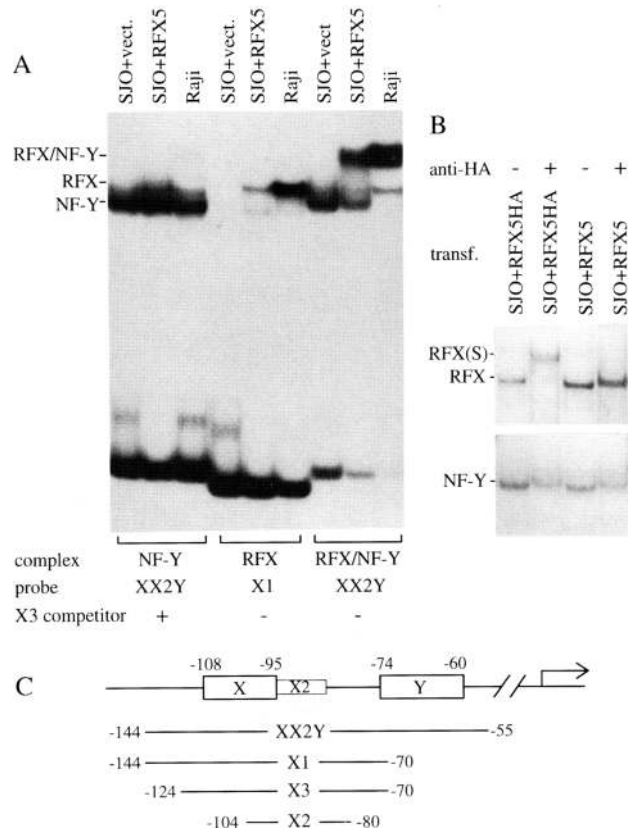 A
SJO+vect.
SJO+RFX5
Raji
SJO+vect.
SJO+RFX5
Raji
SJO+vect
SJO+RFX5
Raji
RFX/NF-Y
RFX
NF-Y
complex NF-Y RFX RFX/NF-Y
probe XX2Y X1 XX2Y
X3 competitor + - -
B
anti-HA - + - +
transf.
SJO+RFX5HA
SJO+RFX5HA
SJO+RFX5
SJO+RFX5
RFX(S)
RFX
NF-Y
C
-108 -95 -74 -60
X X2 Y
-144 XX2Y -55
-144 X1 -70
-124 X3 -70
-104 X2 -80